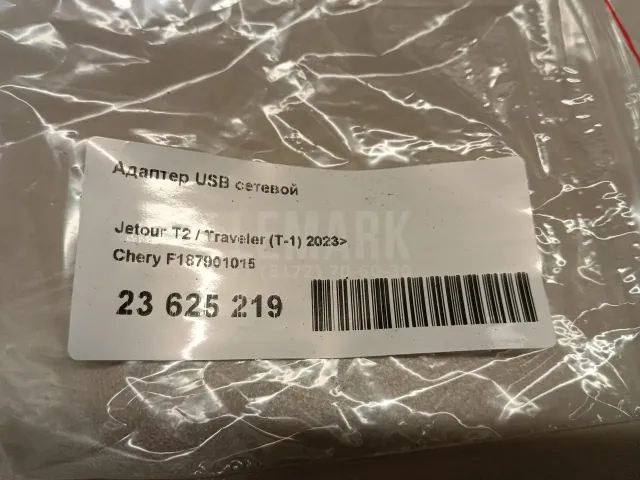 Адаптер USB сетевой
Jetour T2 / Traveler (T-1) 2023>
Chery F187901015
23 625 219